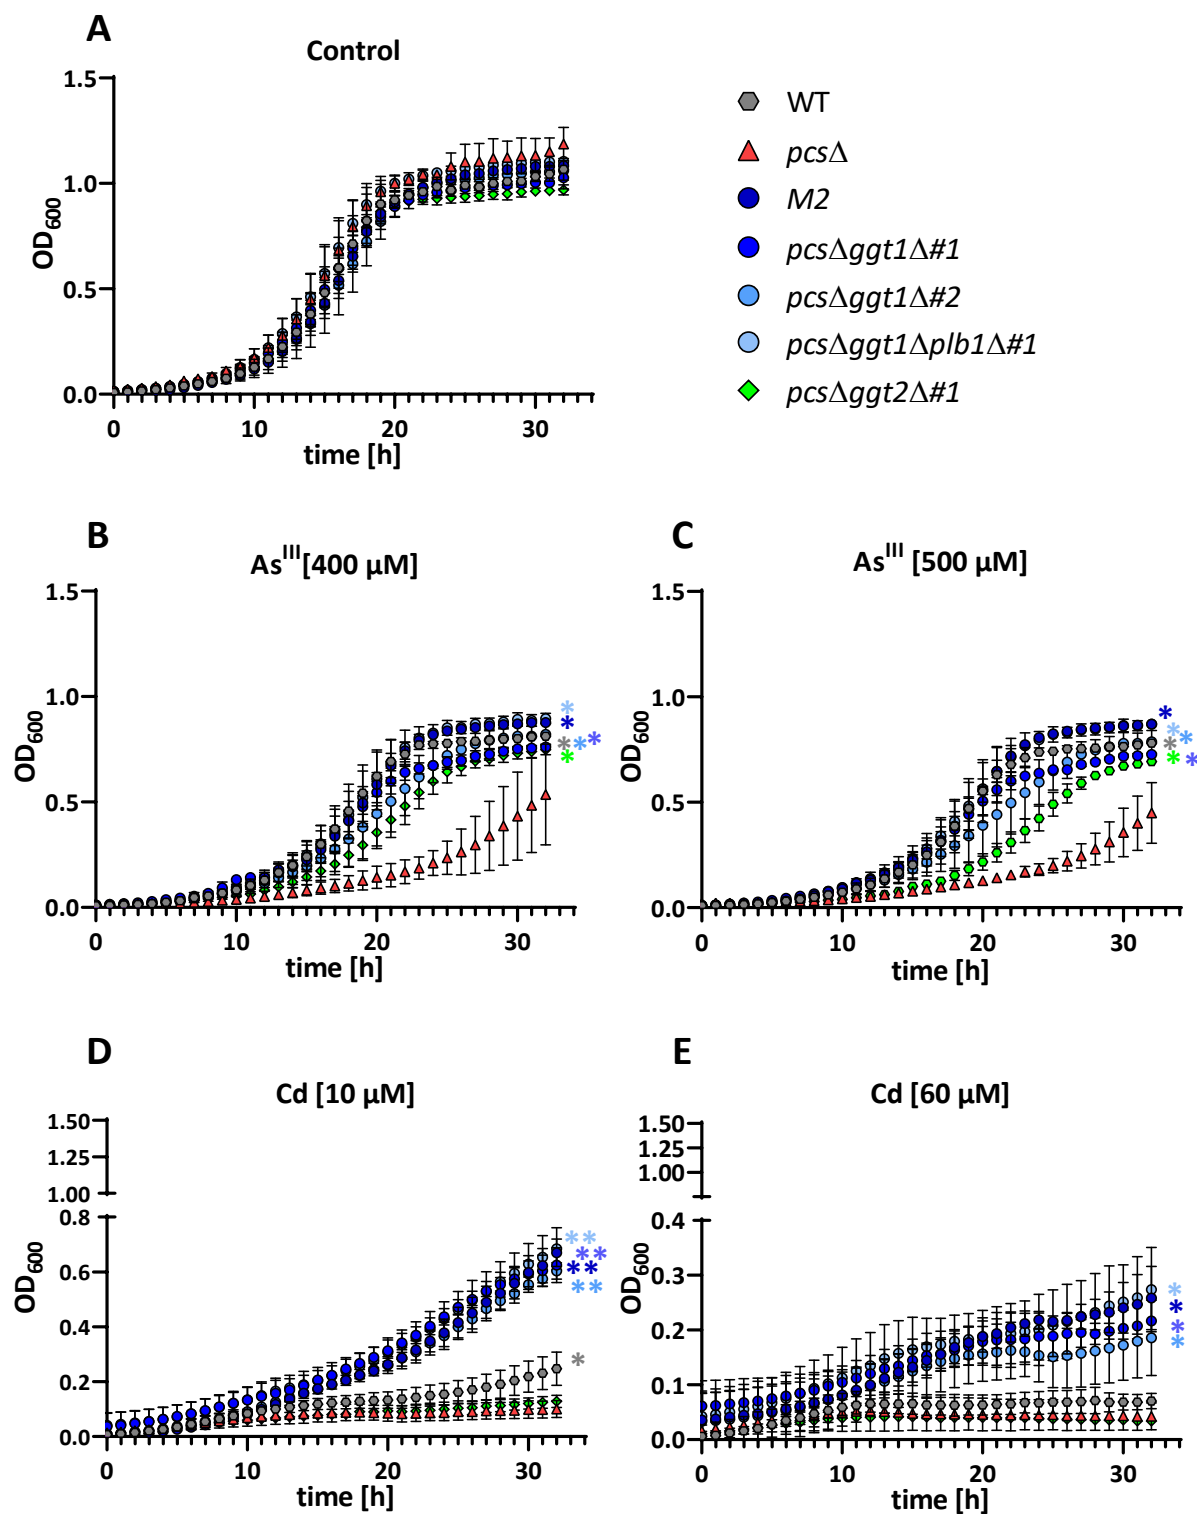 A
Control
1.5
1.0
0.5
0.0
OD600
0 10 20 30
time [h]
WT
pcsΔ
M2
pcsΔggt1Δ#1
pcsΔggt1Δ#2
pcsΔggt1Δplb1Δ#1
pcsΔggt2Δ#1
B
AsIII[400 μM]
1.5
1.0
0.5
0.0
OD600
0 10 20 30
time [h]
*
*
* * *
*
C
AsIII [500 μM]
1.5
1.0
0.5
0.0
OD600
0 10 20 30
time [h]
*
* *
*
* *
D
Cd [10 μM]
1.50
1.25
1.00
0.8
0.6
0.4
0.2
0.0
OD600
0 10 20 30
time [h]
**
**
**
**
*
E
Cd [60 μM]
1.50
1.25
1.00
0.4
0.3
0.2
0.1
0.0
OD600
0 10 20 30
time [h]
*
*
*
*